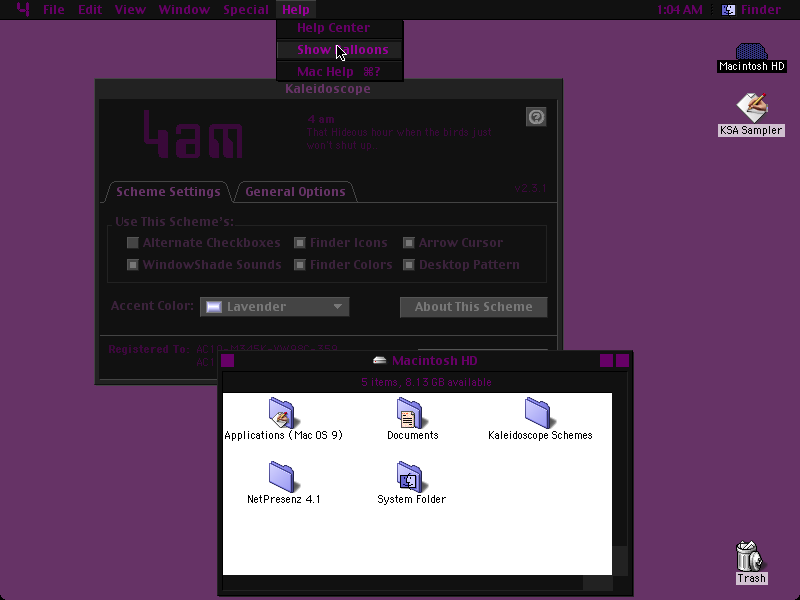 File Edit View Window Special Help 1:04 AM Finder
Help Center
Show Balloons
Mac Help ⌘?
Macintosh HD
KSA Sampler
Kaleidoscope
4am
4 am
That Hideous hour when the birds just
won't shut up.
Scheme Settings General Options v2.3.1
Use This Scheme's:
Alternate Checkboxes Finder Icons Arrow Cursor
WindowShade Sounds Finder Colors Desktop Pattern
Accent Color: Lavender About This Scheme
Registered To:
Macintosh HD
5 items, 8.13 GB available
Applications (Mac OS 9) Documents Kaleidoscope Schemes
NetPresenz 4.1 System Folder
Trash